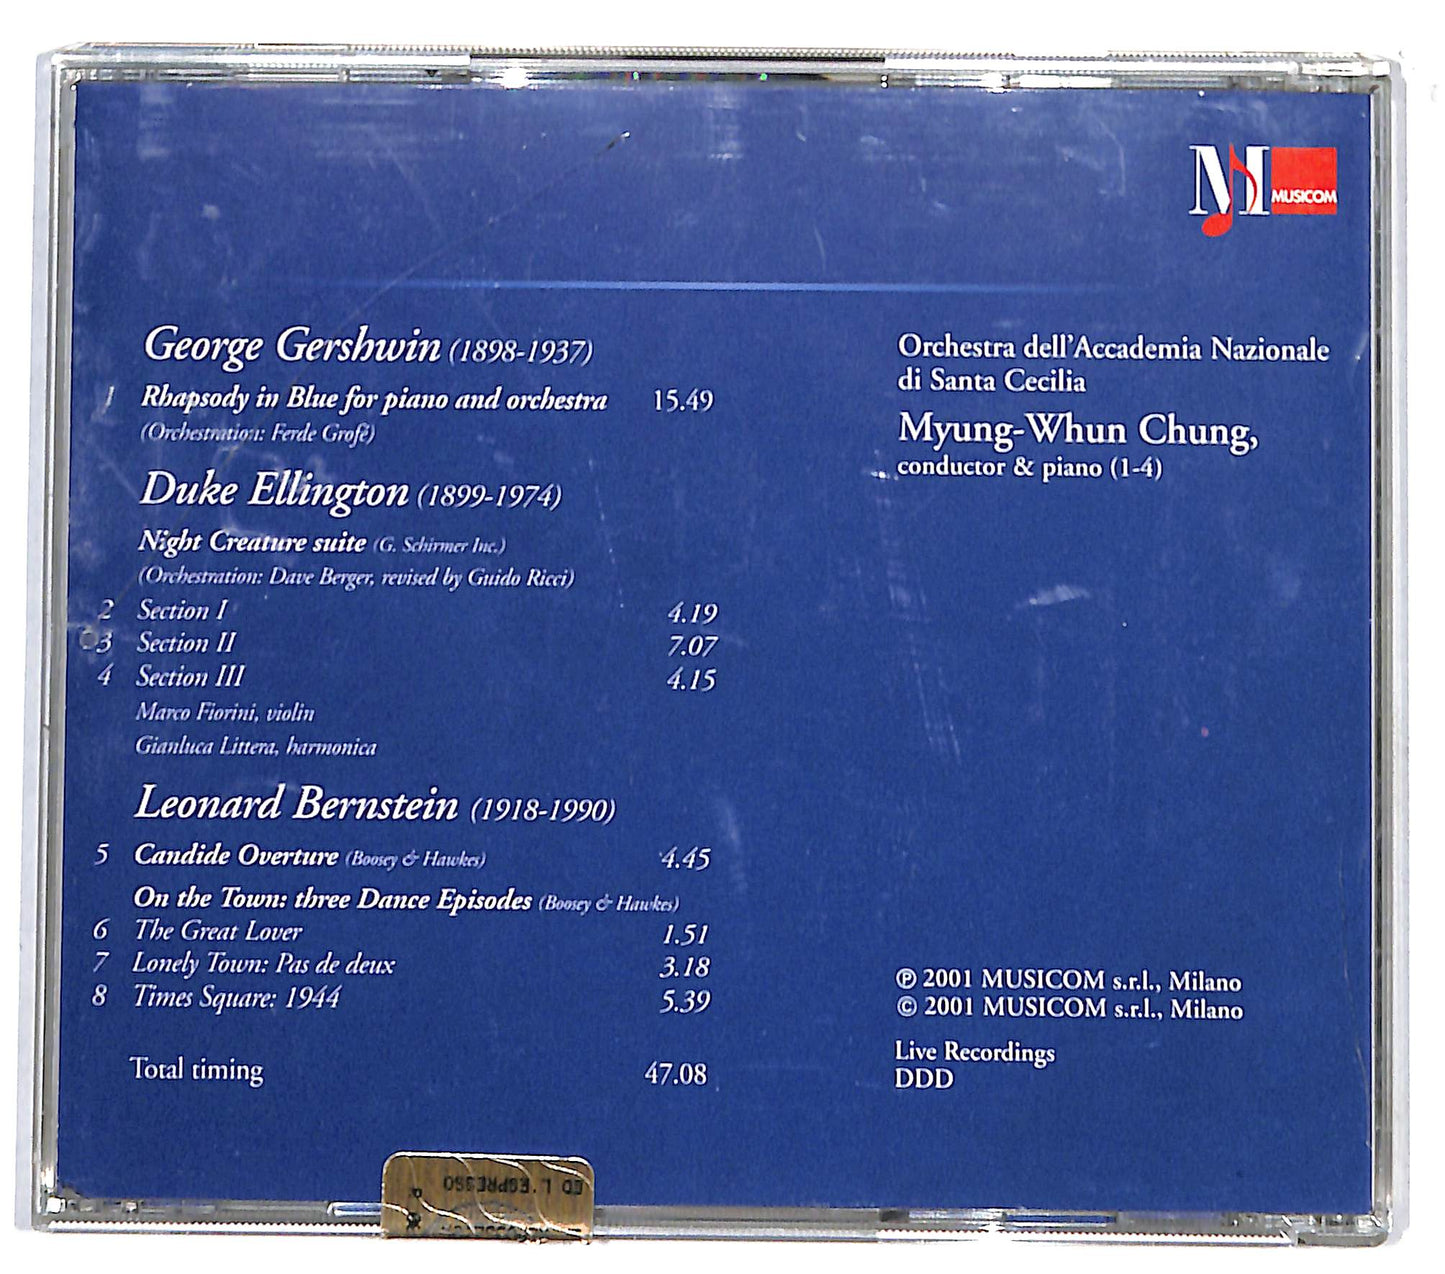 MUSICOM
George Gershwin (1898-1937)
1 Rhapsody in Blue for piano and orchestra 15.49
(Orchestration: Ferde Grofé)
Duke Ellington (1899-1974)
Night Creature suite (G. Schirmer Inc.)
(Orchestration: Dave Berger, revised by Guido Ricci)
2 Section I 4.19
3 Section II 7.07
4 Section III 4.15
Marco Fiorini, violin
Gianluca Littera, harmonica
Leonard Bernstein (1918-1990)
5 Candide Overture (Boosey & Hawkes) 4.45
On the Town: three Dance Episodes (Boosey & Hawkes)
6 The Great Lover 1.51
7 Lonely Town: Pas de deux 3.18
8 Times Square: 1944 5.39
Total timing 47.08
Orchestra dell'Accademia Nazionale
di Santa Cecilia
Myung-Whun Chung,
conductor & piano (1-4)
℗ 2001 MUSICOM s.r.l., Milano
© 2001 MUSICOM s.r.l., Milano
Live Recordings
DDD
ED L'ESPRESSO